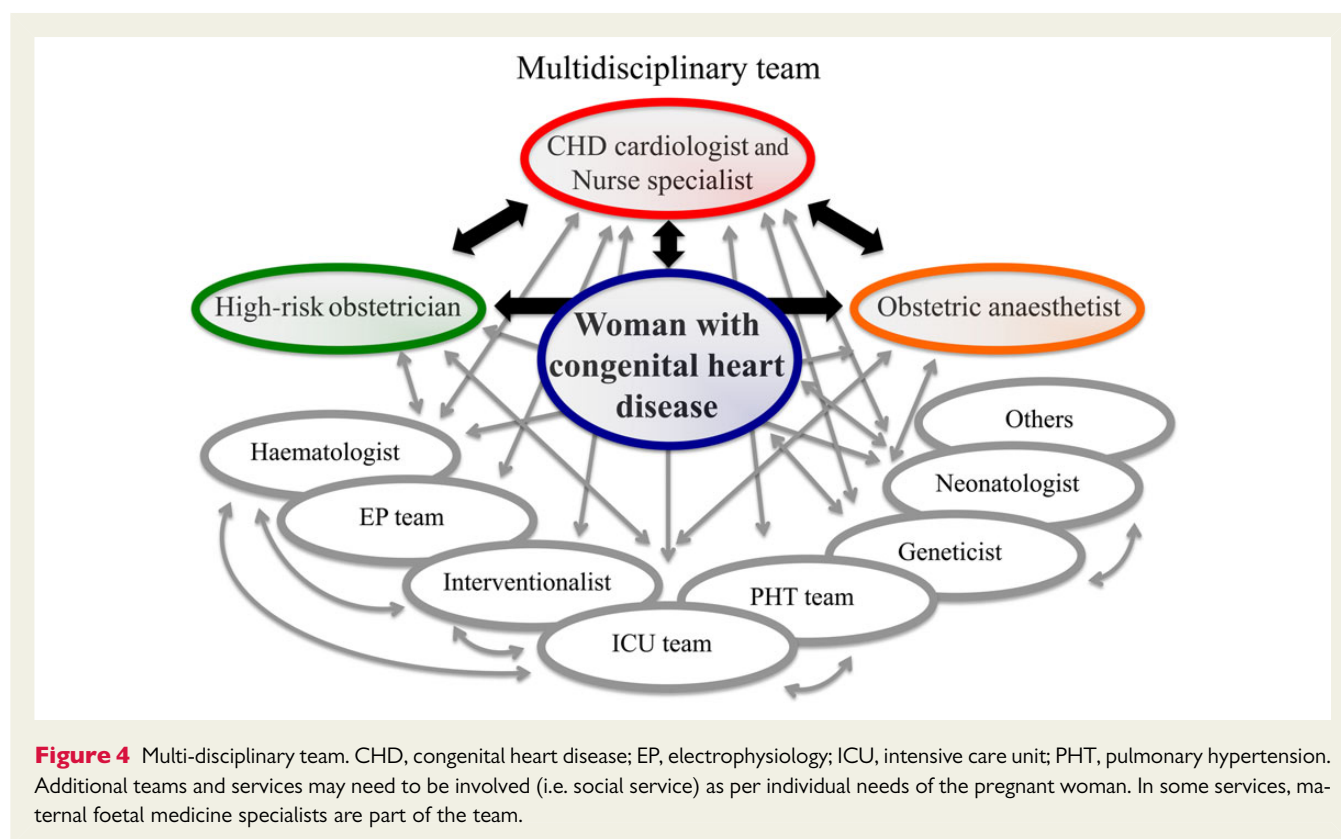 Multidisciplinary team
CHD cardiologist and
Nurse specialist
High-risk obstetrician
Obstetric anaesthetist
Woman with
congenital heart
disease
Others
Haematologist
Neonatologist
EP team
Geneticist
Interventionalist
PHT team
ICU team
Figure 4 Multi-disciplinary team. CHD, congenital heart disease; EP, electrophysiology; ICU, intensive care unit; PHT, pulmonary hypertension.
Additional teams and services may need to be involved (i.e. social service) as per individual needs of the pregnant woman. In some services, ma-
ternal foetal medicine specialists are part of the team.